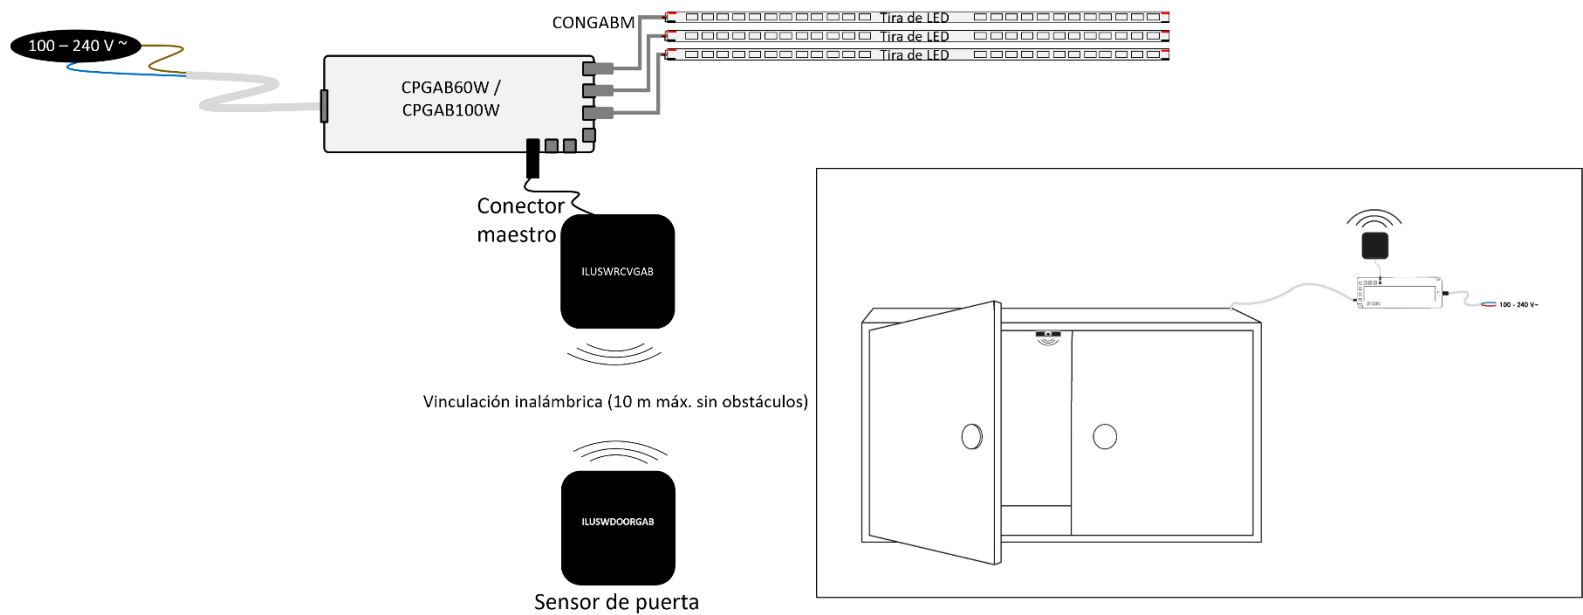 CONGABM
Tira de LED
Tira de LED
Tira de LED
100 – 240 V ~
CPGAB60W /
CPGAB100W
Conector
maestro
ILUSWRCVGAB
Vinculación inalámbrica (10 m máx. sin obstáculos)
ILUSWDOORGAB
Sensor de puerta
100 - 240 V~